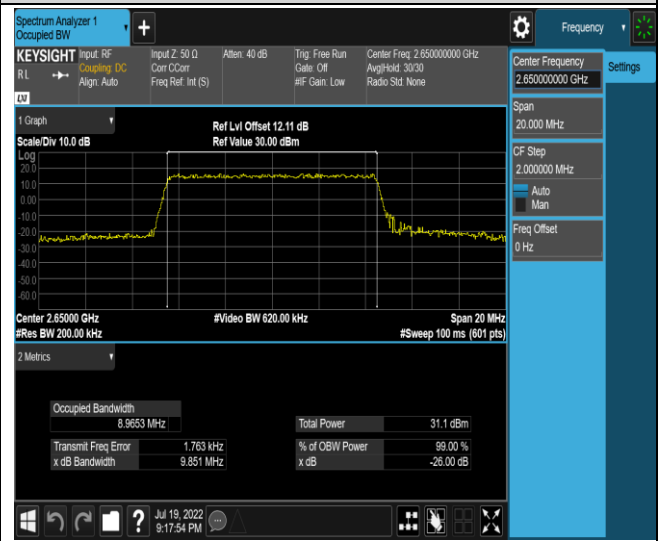 Spectrum Analyzer 1
Occupied BW
Frequency
KEYSIGHT Input: RF
RL Coupling: DC
Align: Auto
Input Z: 50 Ω
Corr CCorr
Freq Ref: Int (S)
Atten: 40 dB
Trig: Free Run
Gate: Off
#IF Gain: Low
Center Freq: 2.650000000 GHz
Avg|Hold: 30/30
Radio Std: None
LXI
1 Graph
Scale/Div 10.0 dB
Ref Lvl Offset 12.11 dB
Ref Value 30.00 dBm
Log
20.0
10.0
0.00
-10.0
-20.0
-30.0
-40.0
-50.0
-60.0
Center 2.65000 GHz
#Video BW 620.00 kHz
Span 20 MHz
#Res BW 200.00 kHz
#Sweep 100 ms (601 pts)
2 Metrics
Occupied Bandwidth
8.9653 MHz
Total Power 31.1 dBm
Transmit Freq Error 1.763 kHz
% of OBW Power 99.00 %
x dB Bandwidth 9.851 MHz
x dB -26.00 dB
Jul 19, 2022
9:17:54 PM
Center Frequency
2.650000000 GHz
Settings
Span
20.000 MHz
CF Step
2.000000 MHz
Auto
Man
Freq Offset
0 Hz